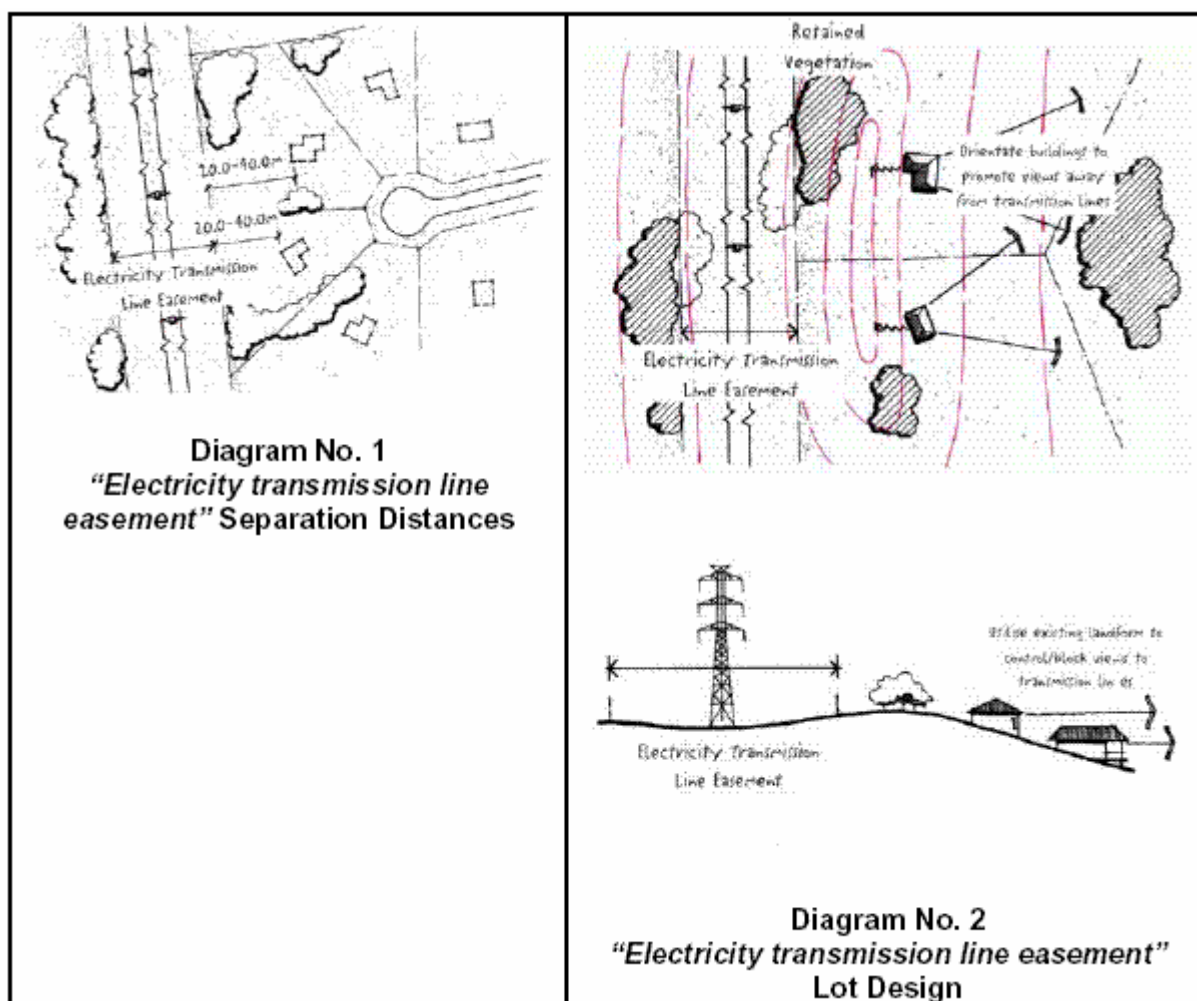 20.0-40.0m
20.0-40.0m
Electricity Transmission
Line Easement
Diagram No. 1
“Electricity transmission line
easement” Separation Distances
Retained
Vegetation
Orientate buildings to
promote views away
from transmission lines
Electricity Transmission
Line Easement
Utilise existing landform to
control/block views to
transmission lines
Electricity Transmission
Line Easement
Diagram No. 2
“Electricity transmission line easement”
Lot Design